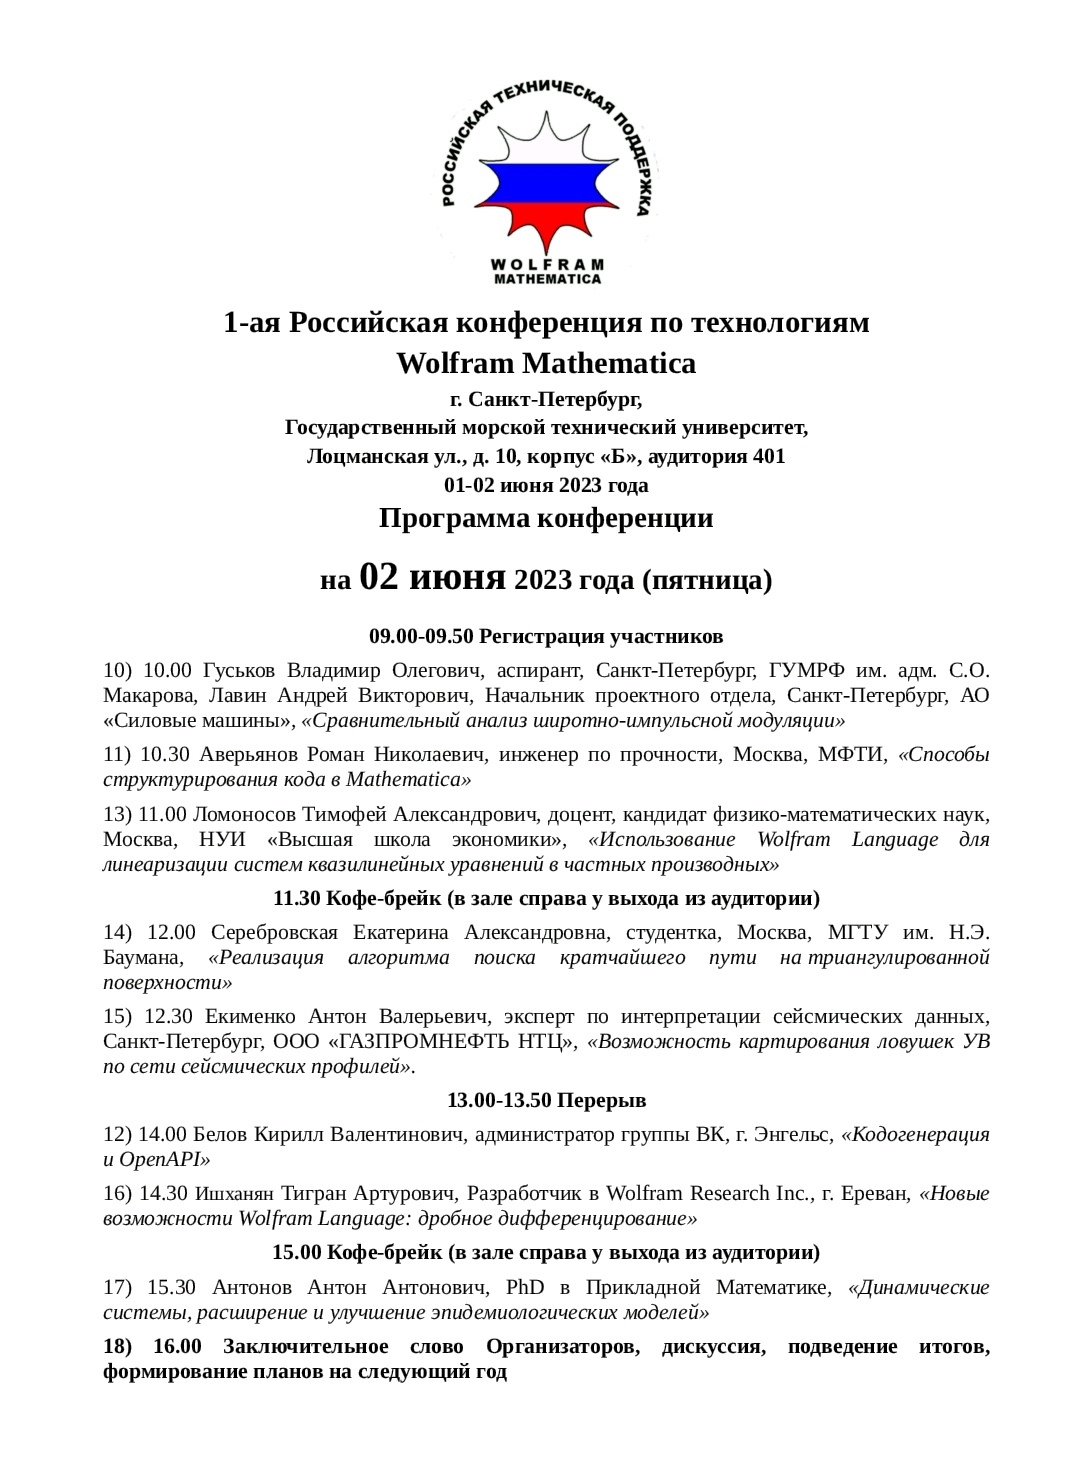 РОССИЙСКАЯ ТЕХНИЧЕСКАЯ ПОДДЕРЖКА
WOLFRAM
MATHEMATICA
1-ая Российская конференция по технологиям
Wolfram Mathematica
г. Санкт-Петербург,
Государственный морской технический университет,
Лоцманская ул., д. 10, корпус «Б», аудитория 401
01-02 июня 2023 года
Программа конференции
на 02 июня 2023 года (пятница)
09.00-09.50 Регистрация участников
10) 10.00 Гуськов Владимир Олегович, аспирант, Санкт-Петербург, ГУМРФ им. адм. С.О.
Макарова, Лавин Андрей Викторович, Начальник проектного отдела, Санкт-Петербург, АО
«Силовые машины», «Сравнительный анализ широтно-импульсной модуляции»
11) 10.30 Аверьянов Роман Николаевич, инженер по прочности, Москва, МФТИ, «Способы
структурирования кода в Mathematica»
13) 11.00 Ломоносов Тимофей Александрович, доцент, кандидат физико-математических наук,
Москва, НУИ «Высшая школа экономики», «Использование Wolfram Language для
линеаризации систем квазилинейных уравнений в частных производных»
11.30 Кофе-брейк (в зале справа у выхода из аудитории)
14) 12.00 Серебровская Екатерина Александровна, студентка, Москва, МГТУ им. Н.Э.
Баумана, «Реализация алгоритма поиска кратчайшего пути на триангулированной
поверхности»
15) 12.30 Екименко Антон Валерьевич, эксперт по интерпретации сейсмических данных,
Санкт-Петербург, ООО «ГАЗПРОМНЕФТЬ НТЦ», «Возможность картирования ловушек УВ
по сети сейсмических профилей».
13.00-13.50 Перерыв
12) 14.00 Белов Кирилл Валентинович, администратор группы ВК, г. Энгельс, «Кодогенерация
и OpenAPI»
16) 14.30 Ишханян Тигран Артурович, Разработчик в Wolfram Research Inc., г. Ереван, «Новые
возможности Wolfram Language: дробное дифференцирование»
15.00 Кофе-брейк (в зале справа у выхода из аудитории)
17) 15.30 Антонов Антон Антонович, PhD в Прикладной Математике, «Динамические
системы, расширение и улучшение эпидемиологических моделей»
18) 16.00 Заключительное слово Организаторов, дискуссия, подведение итогов,
формирование планов на следующий год